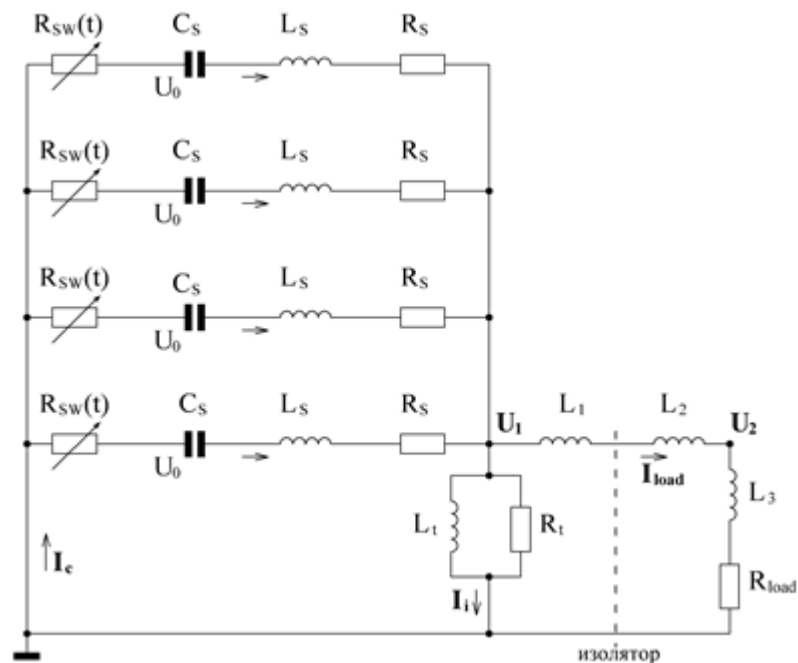 R_SW(t) C_S L_S R_S
U_0
R_SW(t) C_S L_S R_S
U_0
R_SW(t) C_S L_S R_S
U_0
R_SW(t) C_S L_S R_S
U_0
U_1 L_1 L_2 U_2
I_load
L_3
L_t R_t
I_c
I_i
R_load
изолятор